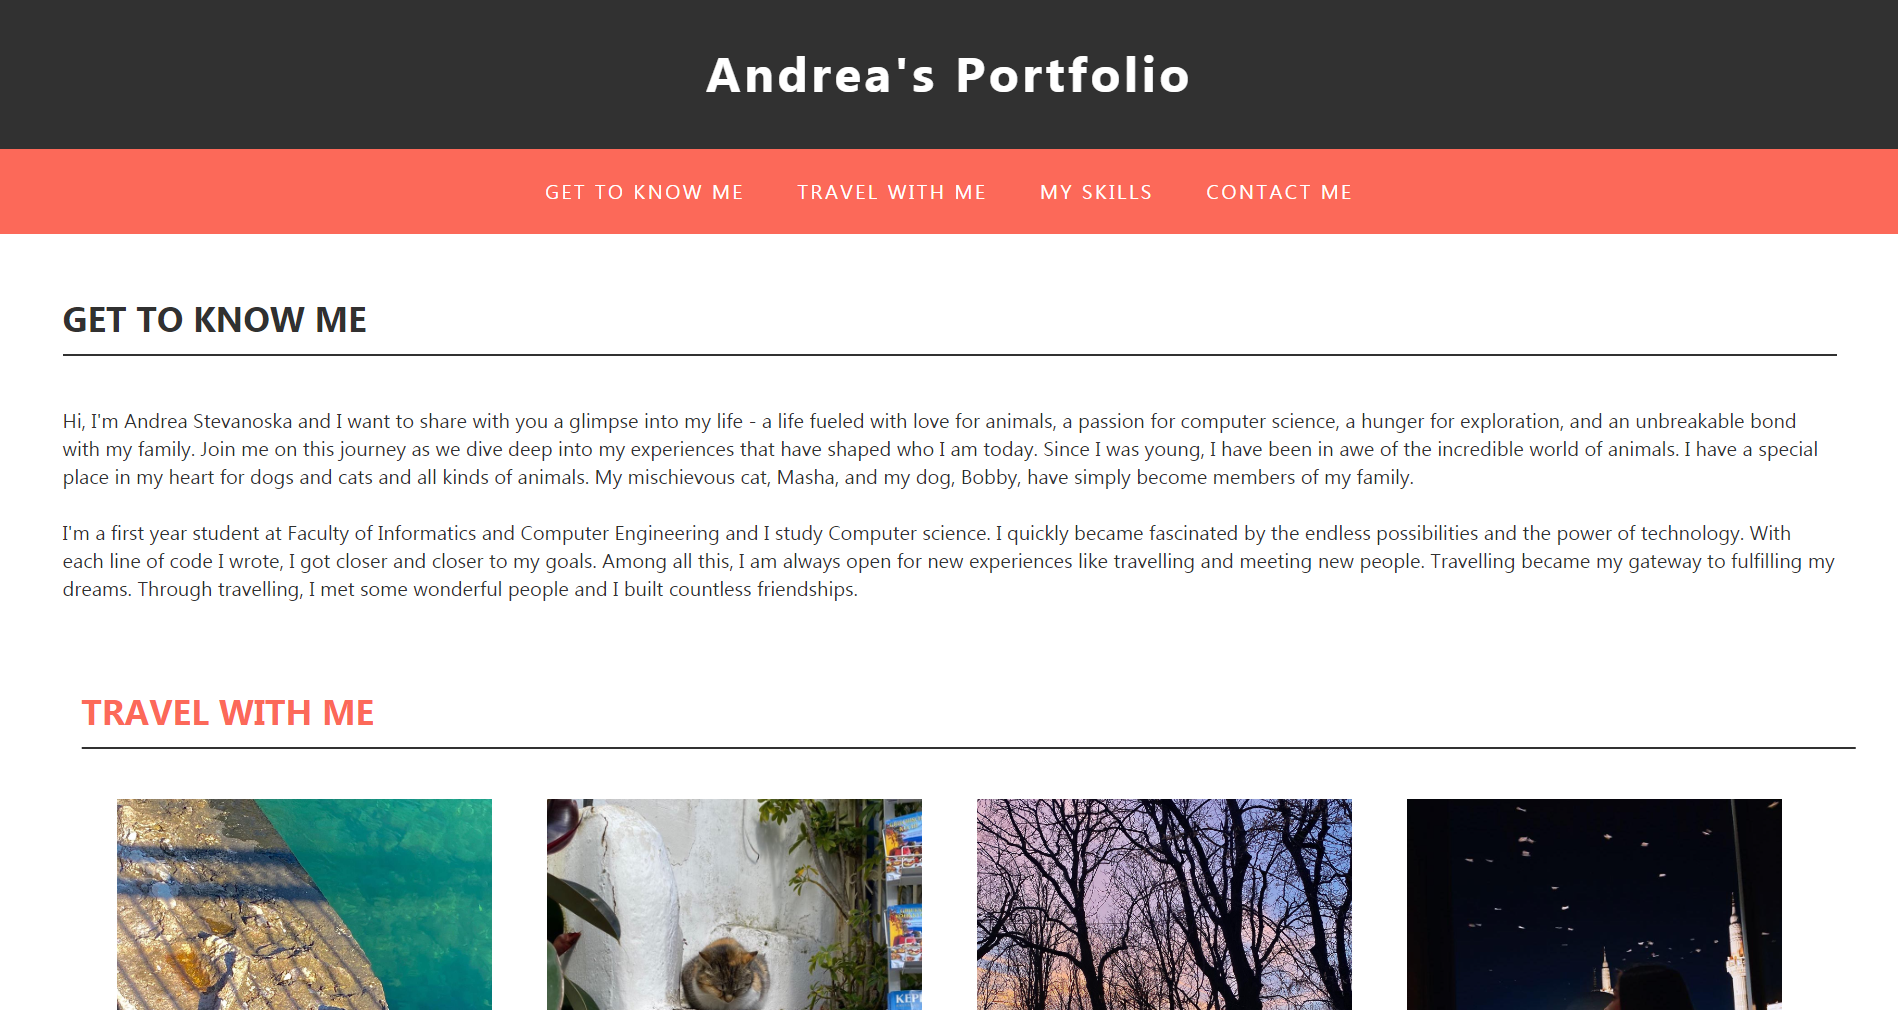 Andrea's Portfolio
GET TO KNOW ME TRAVEL WITH ME MY SKILLS CONTACT ME
GET TO KNOW ME
Hi, I'm Andrea Stevanoska and I want to share with you a glimpse into my life - a life fueled with love for animals, a passion for computer science, a hunger for exploration, and an unbreakable bond
with my family. Join me on this journey as we dive deep into my experiences that have shaped who I am today. Since I was young, I have been in awe of the incredible world of animals. I have a special
place in my heart for dogs and cats and all kinds of animals. My mischievous cat, Masha, and my dog, Bobby, have simply become members of my family.
I'm a first year student at Faculty of Informatics and Computer Engineering and I study Computer science. I quickly became fascinated by the endless possibilities and the power of technology. With
each line of code I wrote, I got closer and closer to my goals. Among all this, I am always open for new experiences like travelling and meeting new people. Travelling became my gateway to fulfilling my
dreams. Through travelling, I met some wonderful people and I built countless friendships.
TRAVEL WITH ME